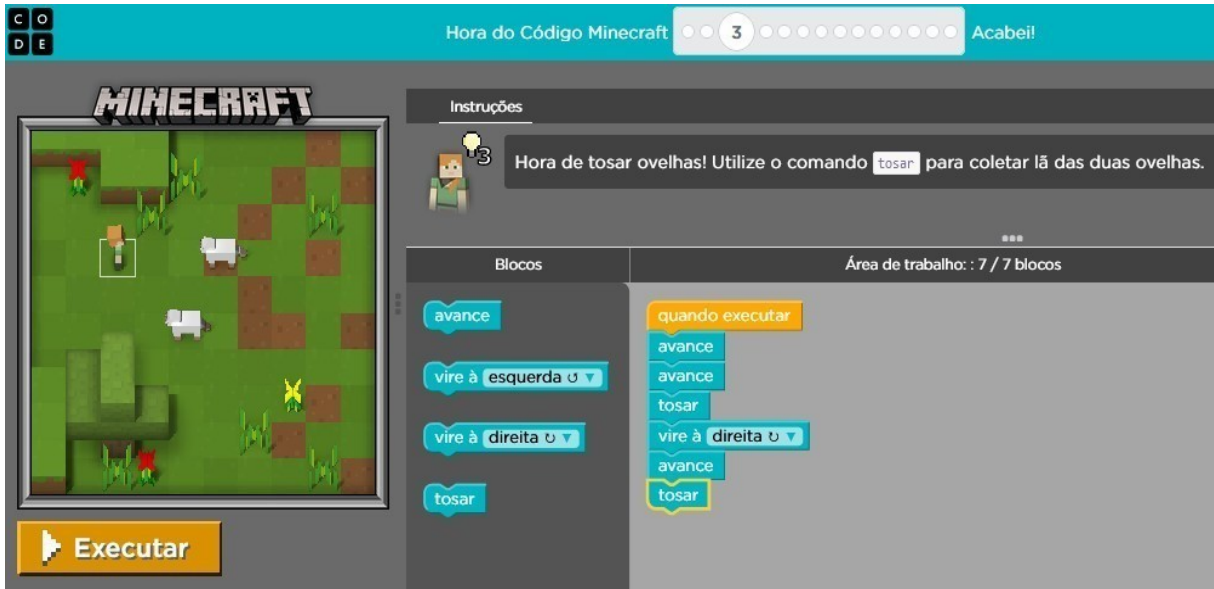 C O
D E
Hora do Código Minecraft 3 Acabei!
MINECRAFT
Instruções
3
Hora de tosar ovelhas! Utilize o comando tosar para coletar lã das duas ovelhas.
Blocos
Área de trabalho: : 7 / 7 blocos
avance
vire à esquerda ↺ ▼
vire à direita ↻ ▼
tosar
quando executar
avance
avance
tosar
vire à direita ↻ ▼
avance
tosar
Executar